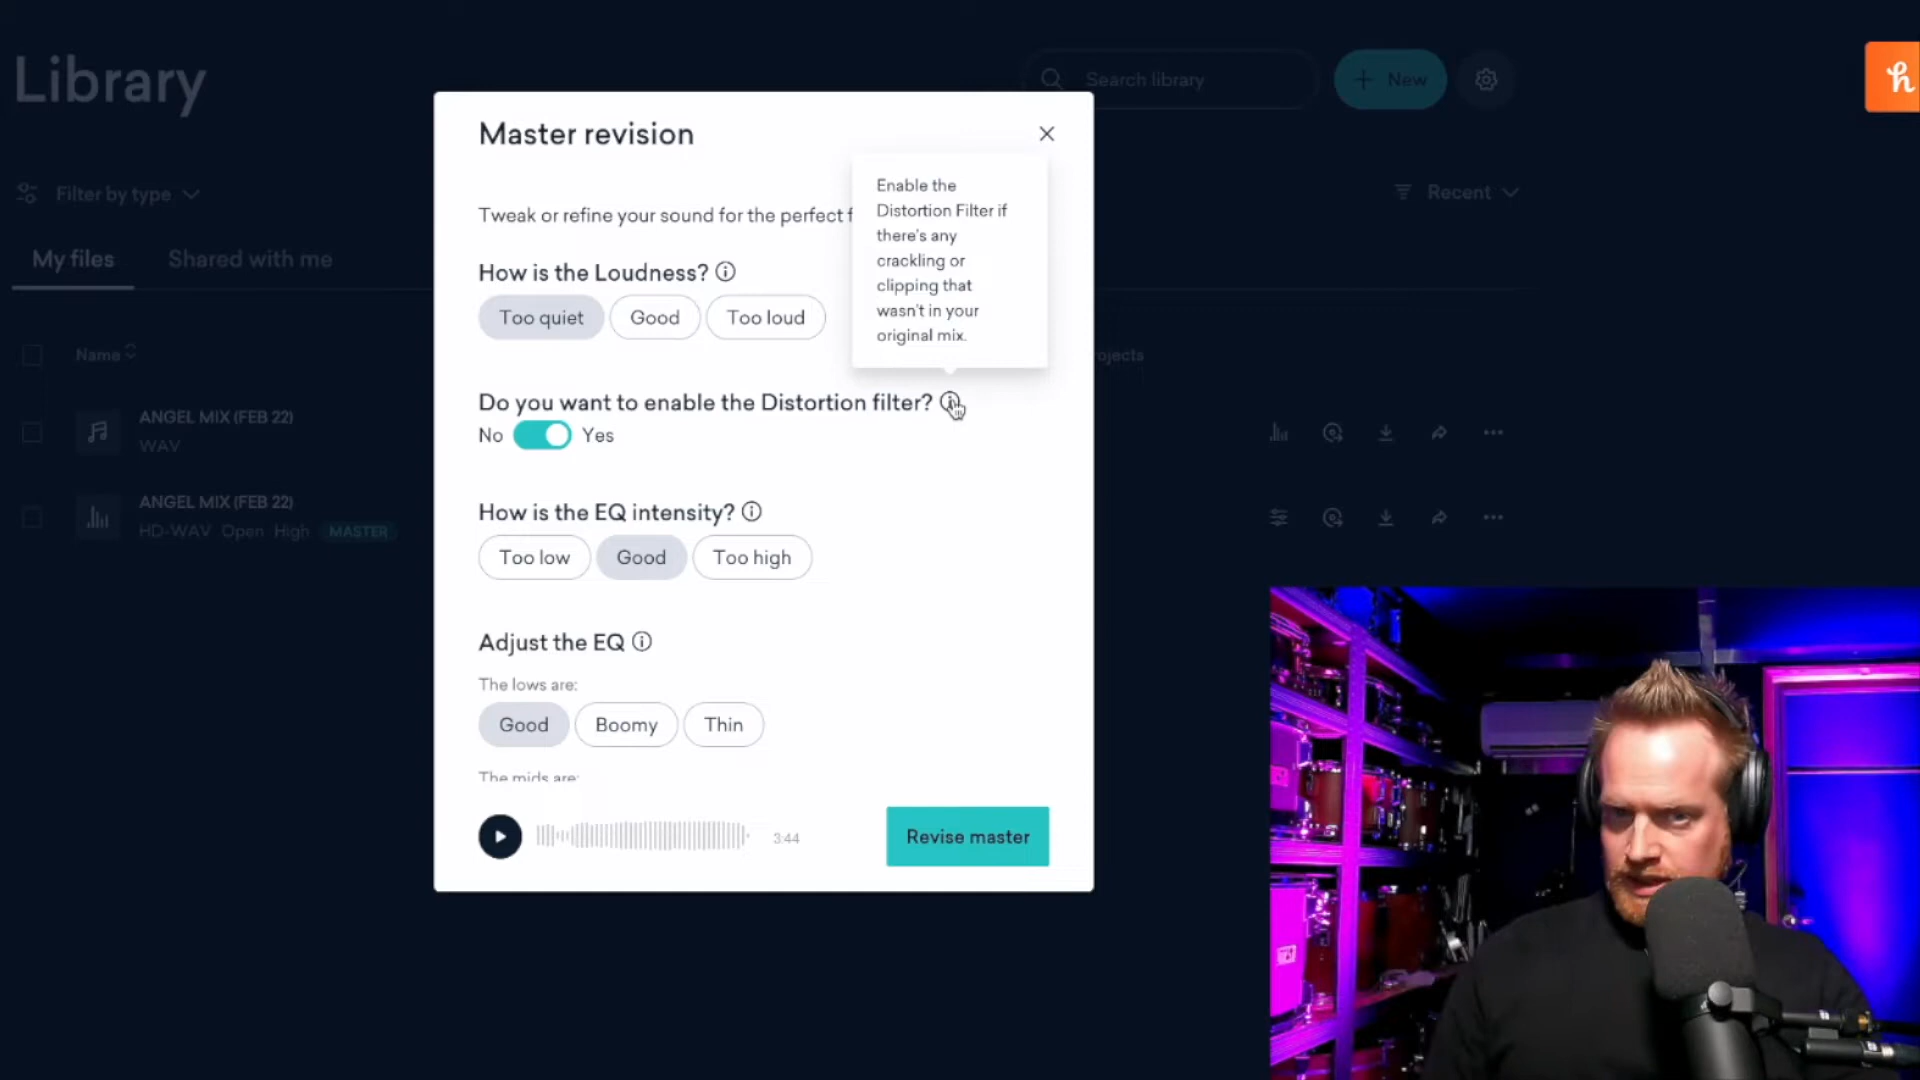 Library
Search library
+ New
h
Filter by type
Recent
My files
Shared with me
Name
ojects
ANGEL MIX (FEB 22)
WAV
ANGEL MIX (FEB 22)
HD-WAV Open High MASTER
Master revision
Tweak or refine your sound for the perfect f
Enable the
Distortion Filter if
there's any
crackling or
clipping that
wasn't in your
original mix.
How is the Loudness?
Too quiet Good Too loud
Do you want to enable the Distortion filter?
No Yes
How is the EQ intensity?
Too low Good Too high
Adjust the EQ
The lows are:
Good Boomy Thin
The mids are:
3:44
Revise master